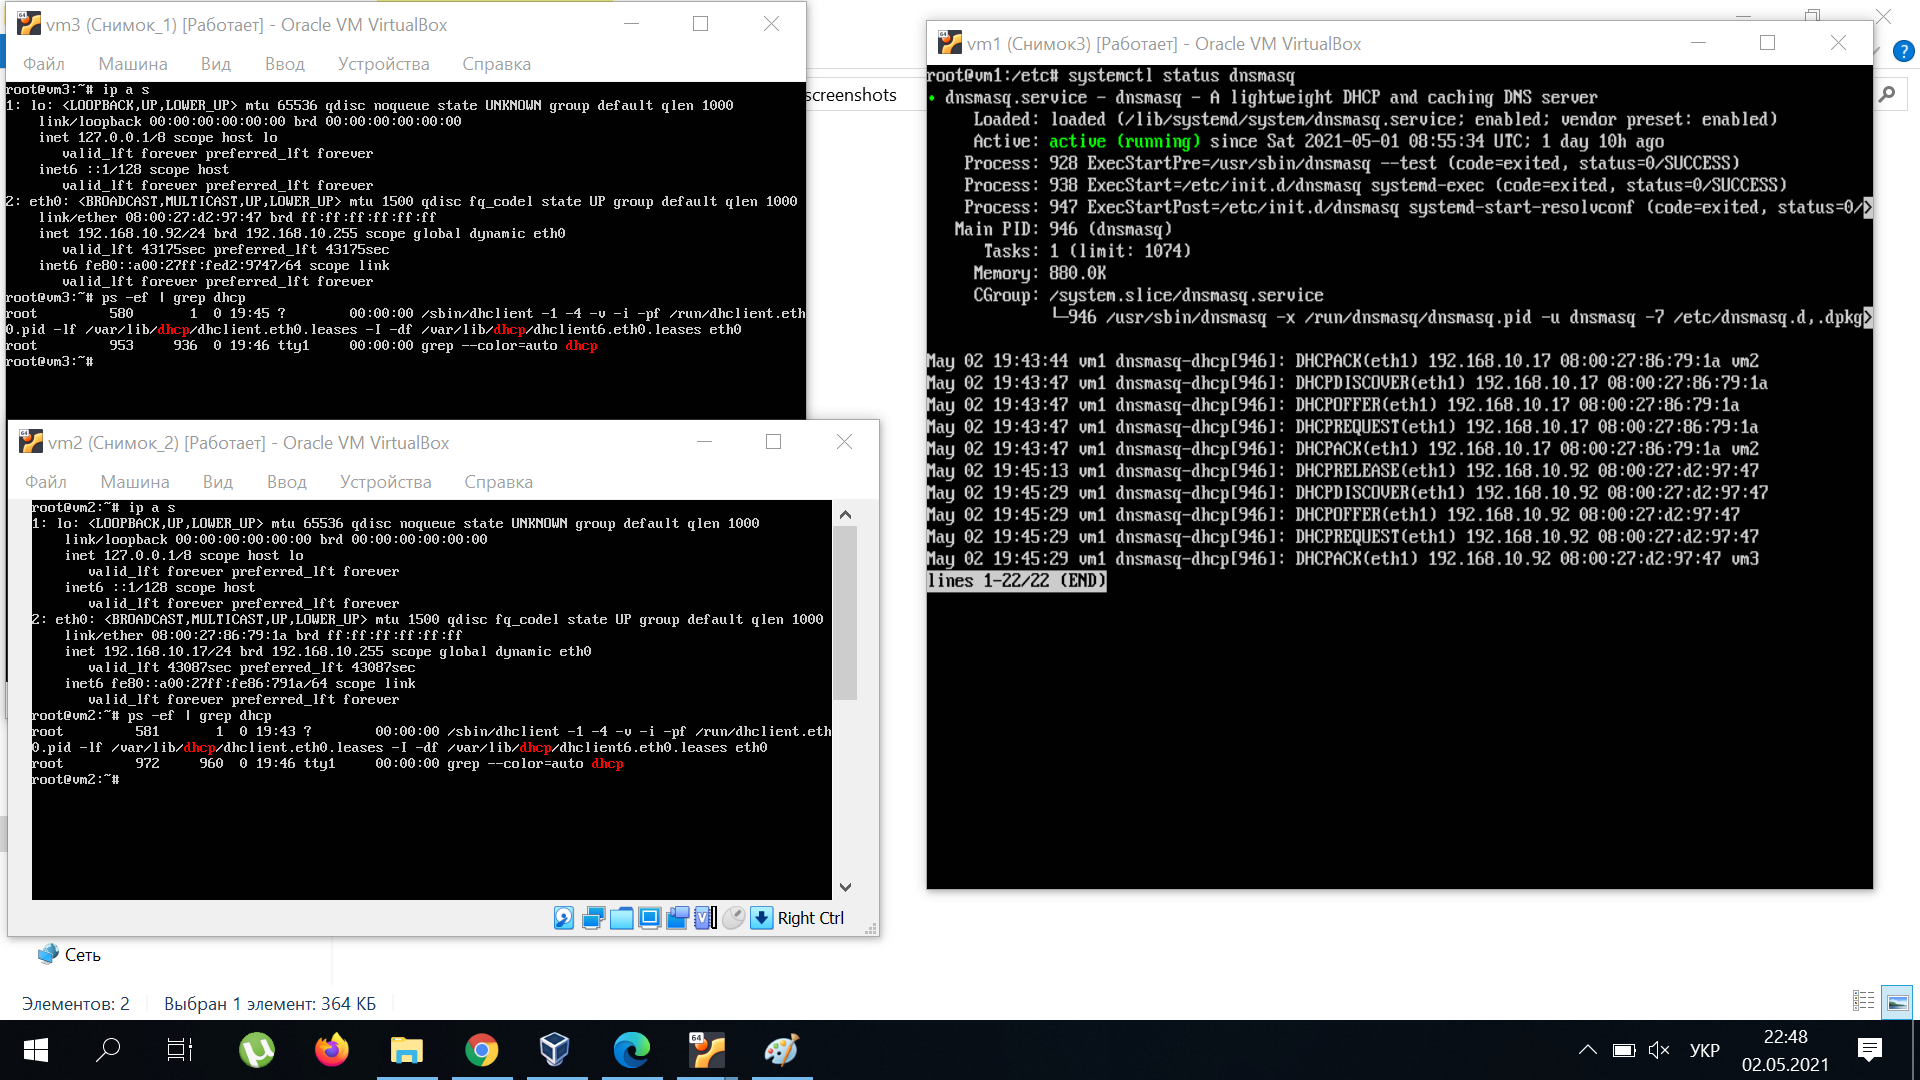 vm3 (Снимок_1) [Работает] - Oracle VM VirtualBox
Файл Машина Вид Ввод Устройства Справка
root@vm3:~# ip a s
1: lo: <LOOPBACK,UP,LOWER_UP> mtu 65536 qdisc noqueue state UNKNOWN group default qlen 1000
link/loopback 00:00:00:00:00:00 brd 00:00:00:00:00:00
inet 127.0.0.1/8 scope host lo
valid_lft forever preferred_lft forever
inet6 ::1/128 scope host
valid_lft forever preferred_lft forever
2: eth0: <BROADCAST,MULTICAST,UP,LOWER_UP> mtu 1500 qdisc fq_codel state UP group default qlen 1000
link/ether 08:00:27:d2:97:47 brd ff:ff:ff:ff:ff:ff
inet 192.168.10.92/24 brd 192.168.10.255 scope global dynamic eth0
valid_lft 43175sec preferred_lft 43175sec
inet6 fe80::a00:27ff:fed2:9747/64 scope link
valid_lft forever preferred_lft forever
root@vm3:~# ps -ef | grep dhcp
root 580 1 0 19:45 ? 00:00:00 /sbin/dhclient -1 -4 -v -i -pf /run/dhclient.eth
0.pid -lf /var/lib/dhcp/dhclient.eth0.leases -I -df /var/lib/dhcp/dhclient6.eth0.leases eth0
root 953 936 0 19:46 tty1 00:00:00 grep --color=auto dhcp
root@vm3:~#
vm2 (Снимок_2) [Работает] - Oracle VM VirtualBox
Файл Машина Вид Ввод Устройства Справка
root@vm2:~# ip a s
1: lo: <LOOPBACK,UP,LOWER_UP> mtu 65536 qdisc noqueue state UNKNOWN group default qlen 1000
link/loopback 00:00:00:00:00:00 brd 00:00:00:00:00:00
inet 127.0.0.1/8 scope host lo
valid_lft forever preferred_lft forever
inet6 ::1/128 scope host
valid_lft forever preferred_lft forever
2: eth0: <BROADCAST,MULTICAST,UP,LOWER_UP> mtu 1500 qdisc fq_codel state UP group default qlen 1000
link/ether 08:00:27:86:79:1a brd ff:ff:ff:ff:ff:ff
inet 192.168.10.17/24 brd 192.168.10.255 scope global dynamic eth0
valid_lft 43087sec preferred_lft 43087sec
inet6 fe80::a00:27ff:fe86:791a/64 scope link
valid_lft forever preferred_lft forever
root@vm2:~# ps -ef | grep dhcp
root 581 1 0 19:43 ? 00:00:00 /sbin/dhclient -1 -4 -v -i -pf /run/dhclient.eth
0.pid -lf /var/lib/dhcp/dhclient.eth0.leases -I -df /var/lib/dhcp/dhclient6.eth0.leases eth0
root 972 960 0 19:46 tty1 00:00:00 grep --color=auto dhcp
root@vm2:~#
Right Ctrl
screenshots
vm1 (Снимок3) [Работает] - Oracle VM VirtualBox
root@vm1:/etc# systemctl status dnsmasq
• dnsmasq.service - dnsmasq - A lightweight DHCP and caching DNS server
Loaded: loaded (/lib/systemd/system/dnsmasq.service; enabled; vendor preset: enabled)
Active: active (running) since Sat 2021-05-01 08:55:34 UTC; 1 day 10h ago
Process: 928 ExecStartPre=/usr/sbin/dnsmasq --test (code=exited, status=0/SUCCESS)
Process: 938 ExecStart=/etc/init.d/dnsmasq systemd-exec (code=exited, status=0/SUCCESS)
Process: 947 ExecStartPost=/etc/init.d/dnsmasq systemd-start-resolvconf (code=exited, status=0/>
Main PID: 946 (dnsmasq)
Tasks: 1 (limit: 1074)
Memory: 880.0K
CGroup: /system.slice/dnsmasq.service
└─946 /usr/sbin/dnsmasq -x /run/dnsmasq/dnsmasq.pid -u dnsmasq -7 /etc/dnsmasq.d,.dpkg>
May 02 19:43:44 vm1 dnsmasq-dhcp[946]: DHCPACK(eth1) 192.168.10.17 08:00:27:86:79:1a vm2
May 02 19:43:47 vm1 dnsmasq-dhcp[946]: DHCPDISCOVER(eth1) 192.168.10.17 08:00:27:86:79:1a
May 02 19:43:47 vm1 dnsmasq-dhcp[946]: DHCPOFFER(eth1) 192.168.10.17 08:00:27:86:79:1a
May 02 19:43:47 vm1 dnsmasq-dhcp[946]: DHCPREQUEST(eth1) 192.168.10.17 08:00:27:86:79:1a
May 02 19:43:47 vm1 dnsmasq-dhcp[946]: DHCPACK(eth1) 192.168.10.17 08:00:27:86:79:1a vm2
May 02 19:45:13 vm1 dnsmasq-dhcp[946]: DHCPRELEASE(eth1) 192.168.10.92 08:00:27:d2:97:47
May 02 19:45:29 vm1 dnsmasq-dhcp[946]: DHCPDISCOVER(eth1) 192.168.10.92 08:00:27:d2:97:47
May 02 19:45:29 vm1 dnsmasq-dhcp[946]: DHCPOFFER(eth1) 192.168.10.92 08:00:27:d2:97:47
May 02 19:45:29 vm1 dnsmasq-dhcp[946]: DHCPREQUEST(eth1) 192.168.10.92 08:00:27:d2:97:47
May 02 19:45:29 vm1 dnsmasq-dhcp[946]: DHCPACK(eth1) 192.168.10.92 08:00:27:d2:97:47 vm3
lines 1-22/22 (END)
Сеть
Элементов: 2 Выбран 1 элемент: 364 КБ
УКР
22:48
02.05.2021